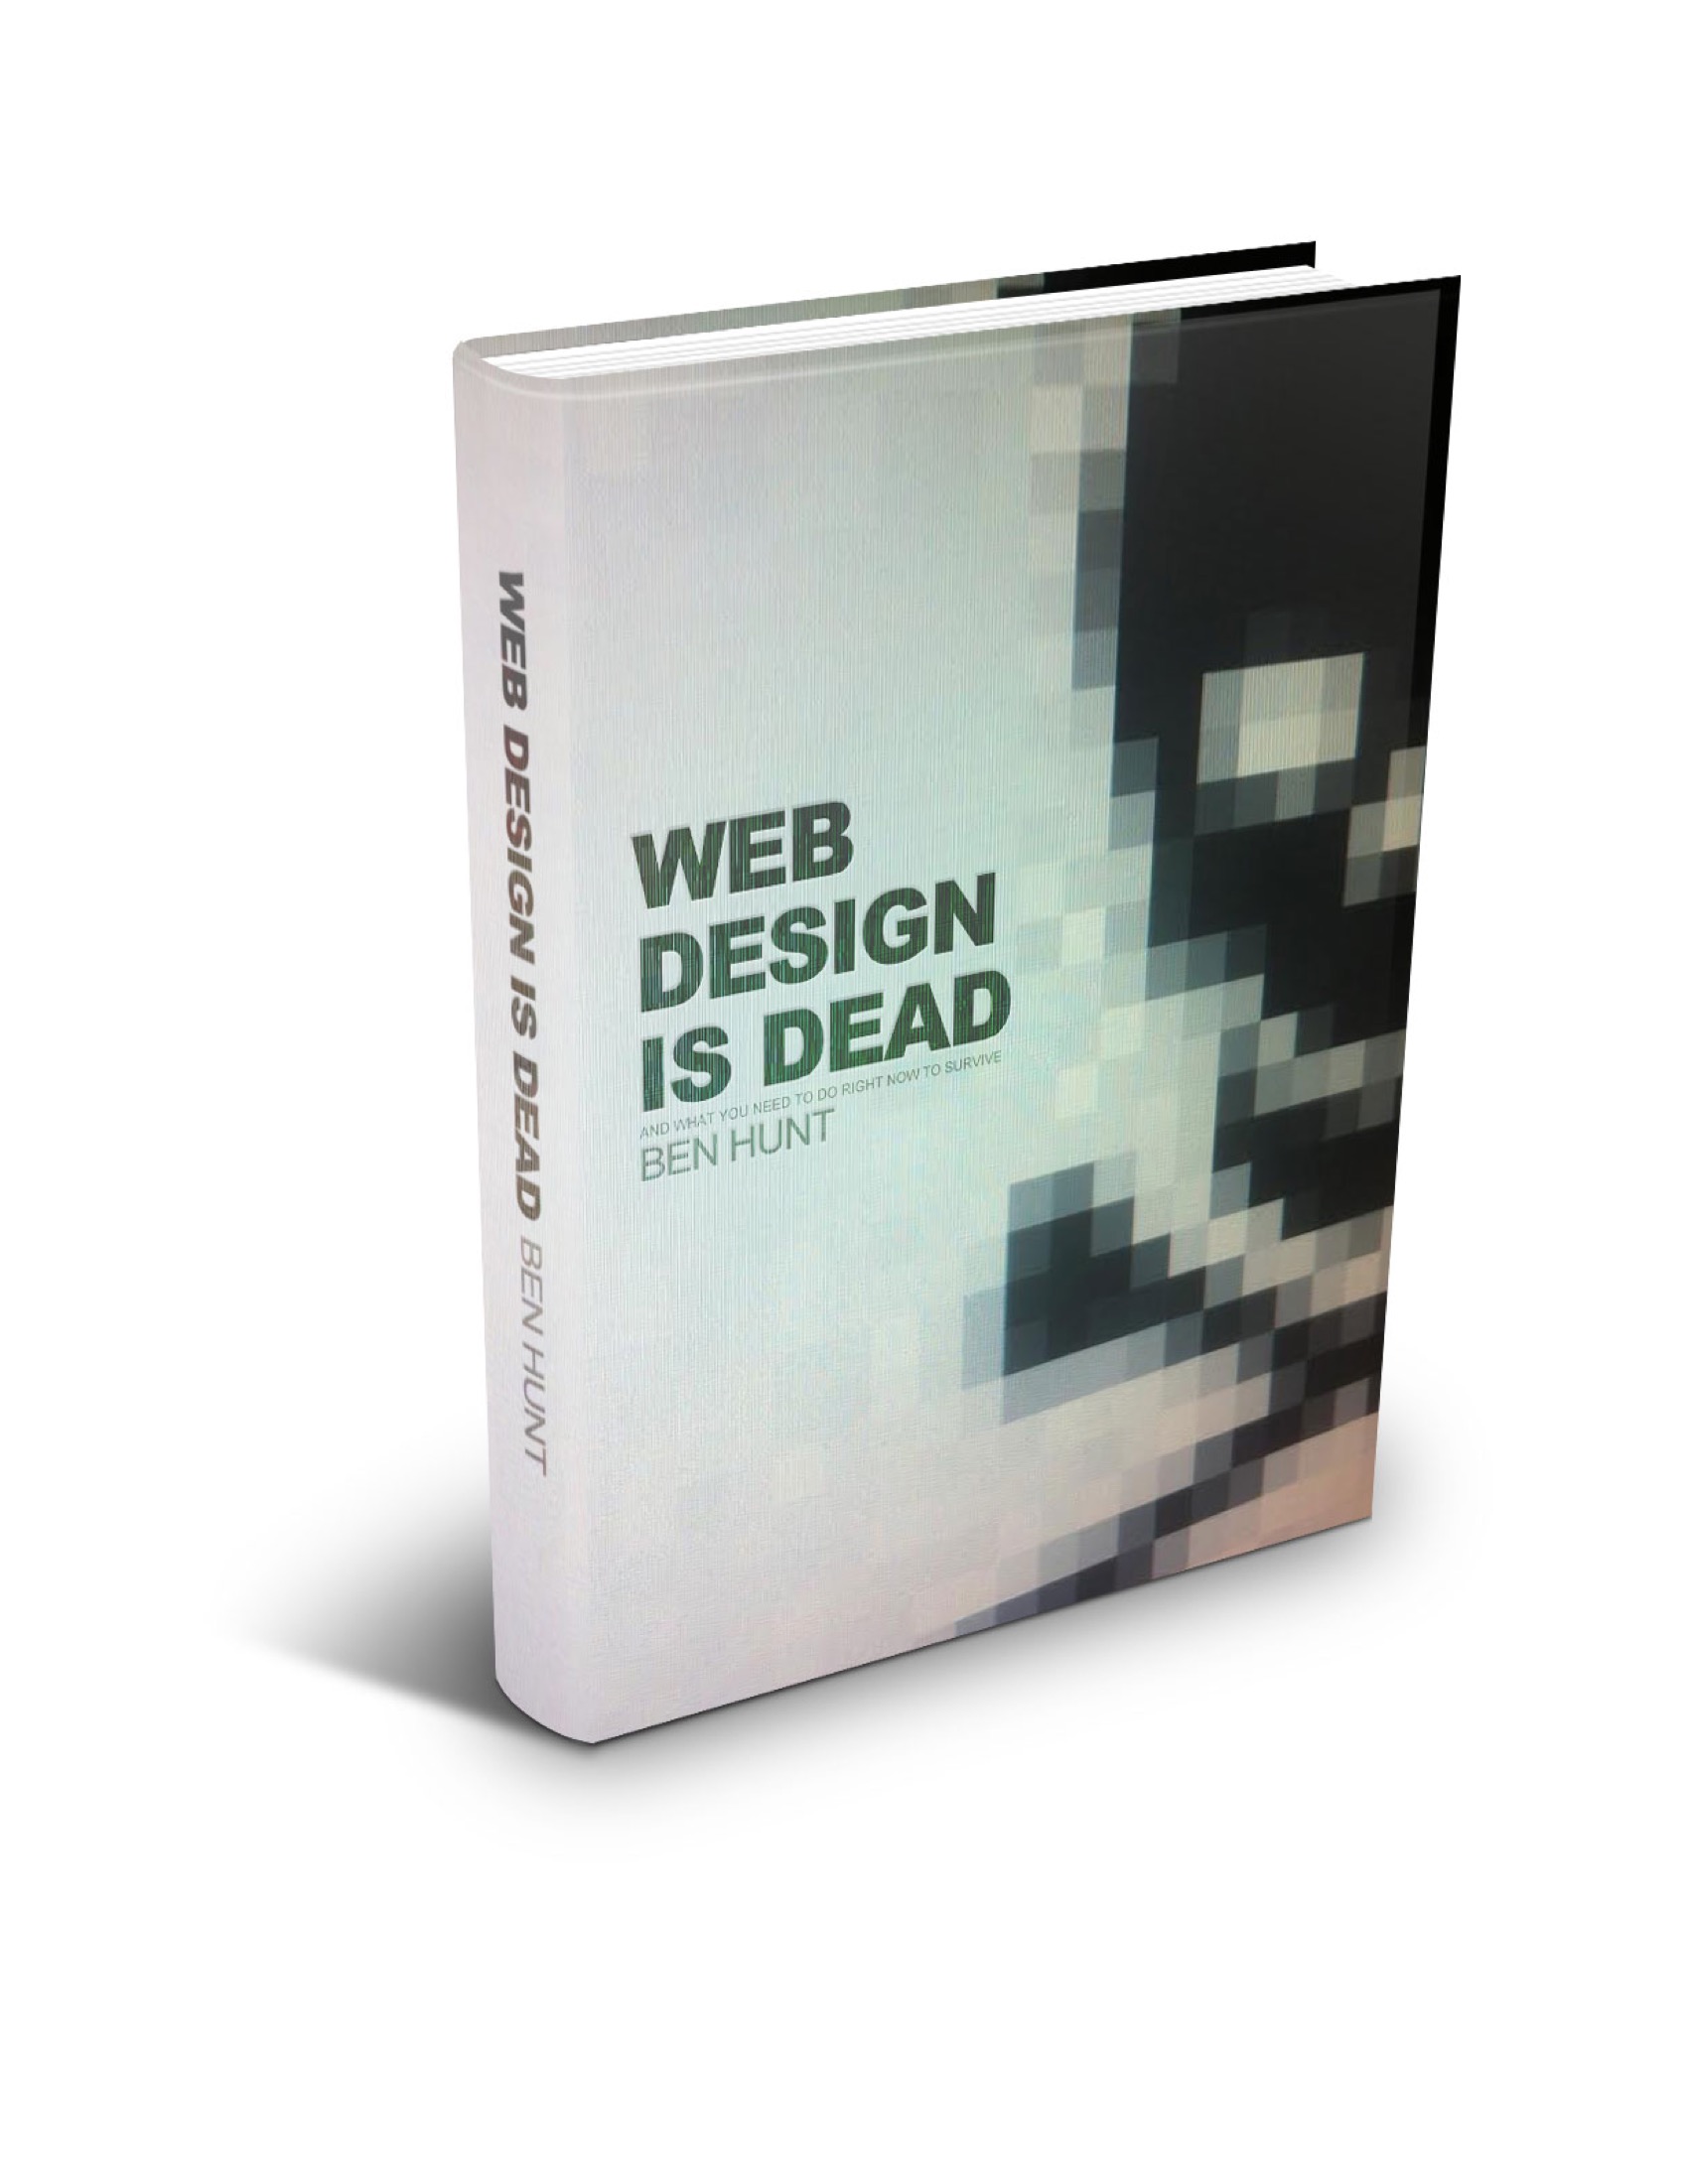 WEB DESIGN IS DEAD BEN HUNT
WEB
DESIGN
IS DEAD
AND WHAT YOU NEED TO DO RIGHT NOW TO SURVIVE
BEN HUNT